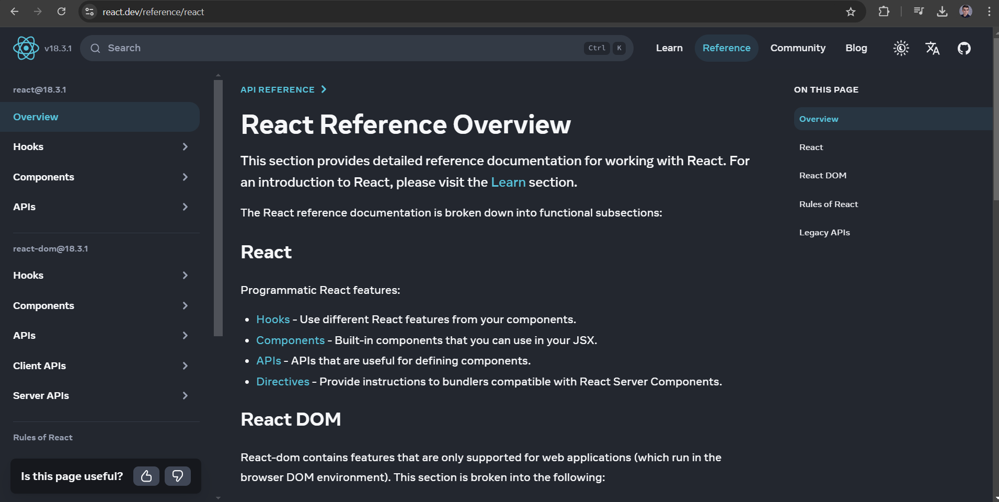 react.dev/reference/react
v18.3.1
Search
Ctrl K
Learn
Reference
Community
Blog
react@18.3.1
Overview
Hooks
Components
APIs
react-dom@18.3.1
Hooks
Components
APIs
Client APIs
Server APIs
Rules of React
Is this page useful?
API REFERENCE
React Reference Overview
This section provides detailed reference documentation for working with React. For
an introduction to React, please visit the Learn section.
The React reference documentation is broken down into functional subsections:
React
Programmatic React features:
• Hooks - Use different React features from your components.
• Components - Built-in components that you can use in your JSX.
• APIs - APIs that are useful for defining components.
• Directives - Provide instructions to bundlers compatible with React Server Components.
React DOM
React-dom contains features that are only supported for web applications (which run in the
browser DOM environment). This section is broken into the following:
ON THIS PAGE
Overview
React
React DOM
Rules of React
Legacy APIs